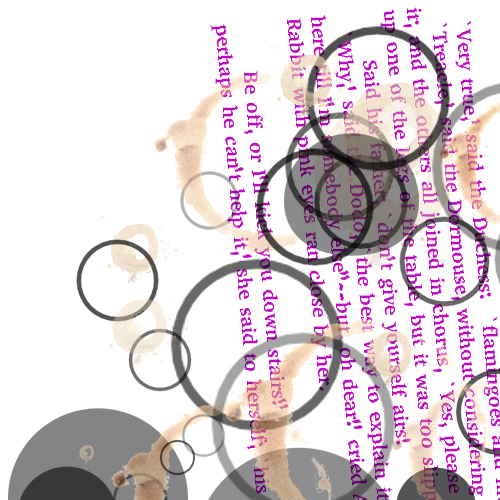 `Very true,' said the Duchess: `flamingoes
`Treacle,' said the Dormouse, without considering
it, and the others all joined in chorus, `Yes, please
up one of the legs of the table, but it was too
Said his father; `don't give yourself airs!
`Why,' said the Dodo, `the best way to explain it
here till I'm somebody else"--but, oh dear!' cried
Rabbit with pink eyes ran close by her.
Be off, or I'll kick you down stairs!'
perhaps he can't help it,' she said to herself; `his